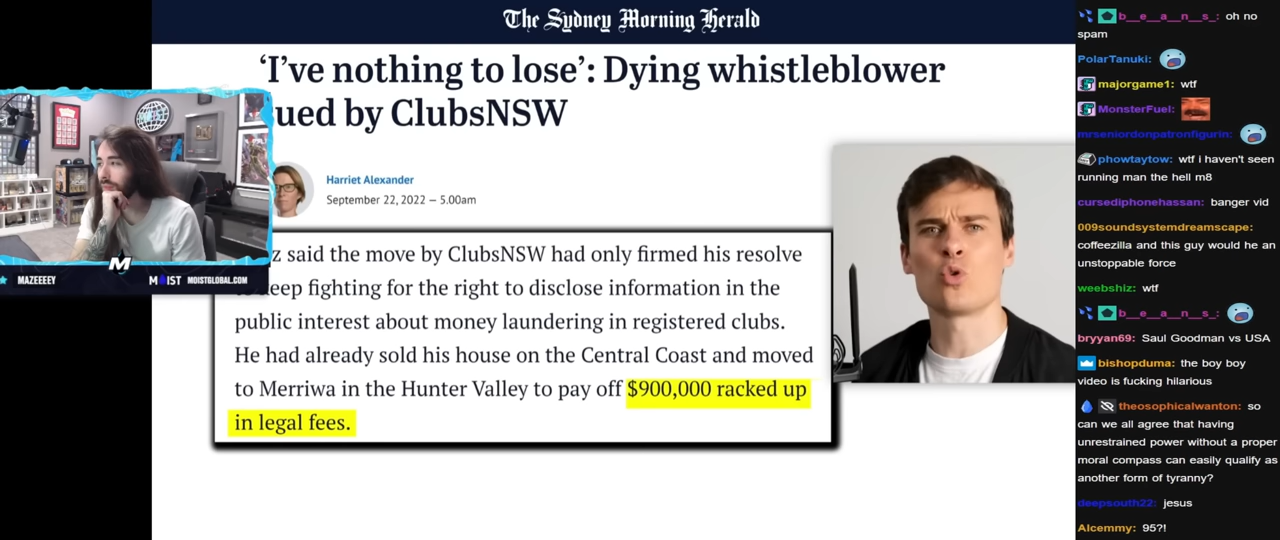 The Sydney Morning Herald
‘I’ve nothing to lose’: Dying whistleblower
ued by ClubsNSW
Harriet Alexander
September 22, 2022 — 5.00am
z said the move by ClubsNSW had only firmed his resolve
eep fighting for the right to disclose information in the
public interest about money laundering in registered clubs.
He had already sold his house on the Central Coast and moved
to Merriwa in the Hunter Valley to pay off $900,000 racked up
in legal fees.
M
MAZEEEEY
MOIST MOISTGLOBAL.COM
b__e__a__n__s_: oh no
spam
PolarTanuki:
majorgame1: wtf
MonsterFuel:
mrseniordonpatronfigurin:
phowtaytow: wtf i haven't seen
running man the hell m8
cursediphonehassan: banger vid
009soundsystemdreamscape:
coffeezilla and this guy would he an
unstoppable force
weebshiz: wtf
b__e__a__n__s_:
bryyan69: Saul Goodman vs USA
bishopduma: the boy boy
video is fucking hilarious
theosophicalwanton: so
can we all agree that having
unrestrained power without a proper
moral compass can easily qualify as
another form of tyranny?
deepsouth22: jesus
Alcemmy: 95?!